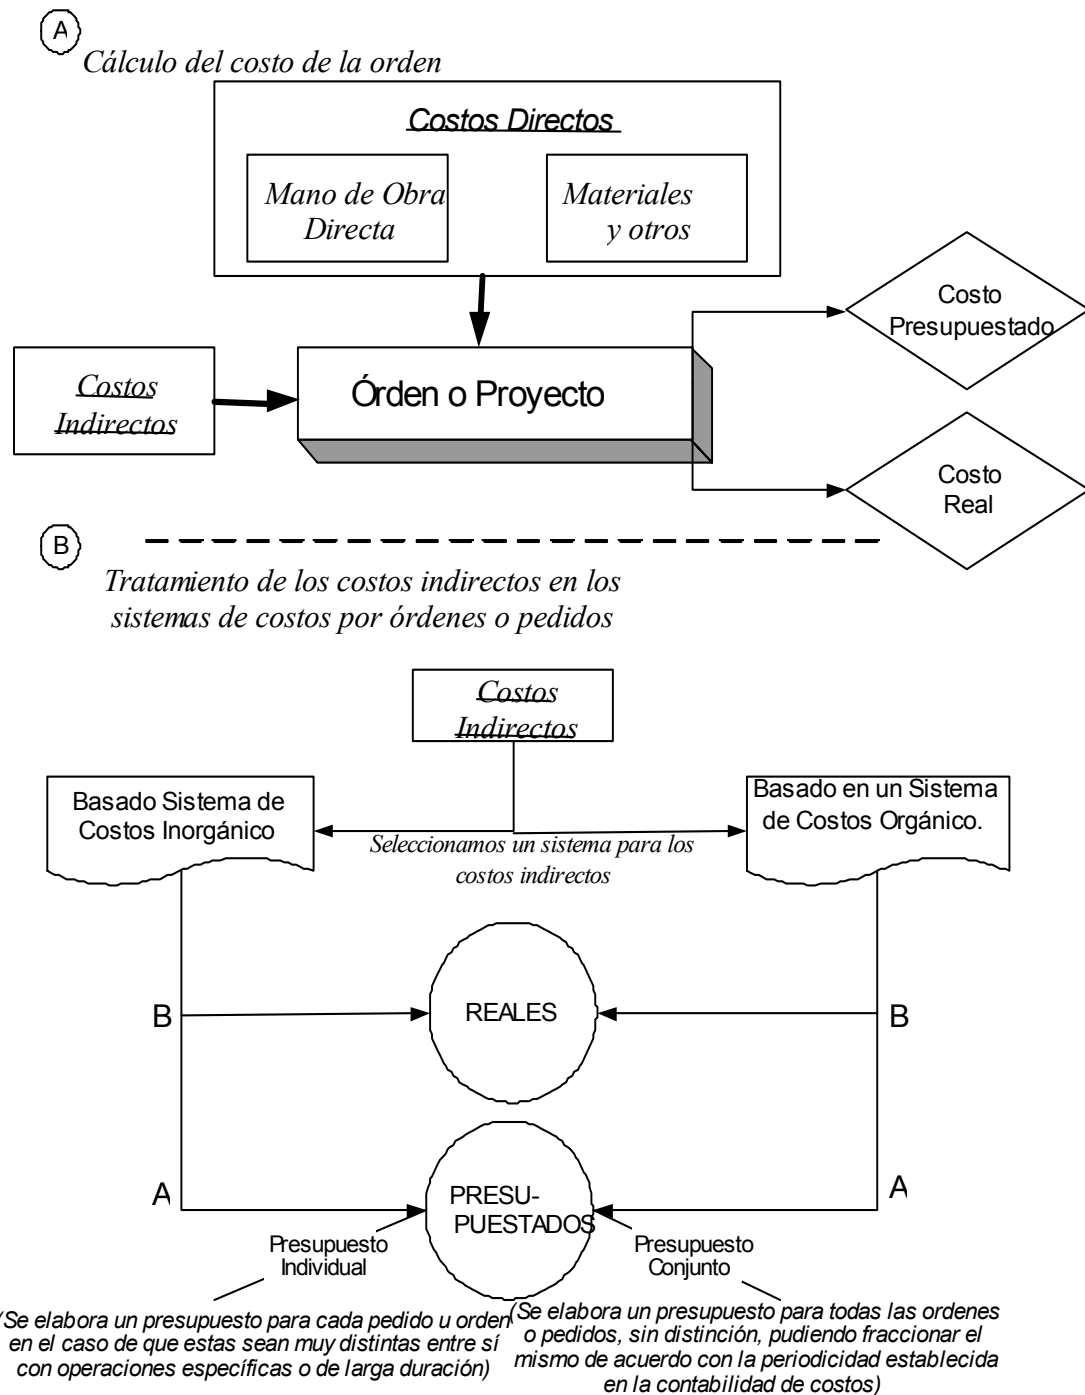 A
Cálculo del costo de la orden
Costos Directos
Mano de Obra
Directa
Materiales
y otros
Costo
Presupuestado
Costos
Indirectos
Órden o Proyecto
Costo
Real
B
Tratamiento de los costos indirectos en los
sistemas de costos por órdenes o pedidos
Costos
Indirectos
Basado Sistema de
Costos Inorgánico
Basado en un Sistema
de Costos Orgánico.
Seleccionamos un sistema para los
costos indirectos
B
REALES
B
A
PRESU-
PUESTADOS
A
Presupuesto
Individual
Presupuesto
Conjunto
(Se elabora un presupuesto para cada pedido u orden
en el caso de que estas sean muy distintas entre sí
con operaciones específicas o de larga duración)
(Se elabora un presupuesto para todas las ordenes
o pedidos, sin distinción, pudiendo fraccionar el
mismo de acuerdo con la periodicidad establecida
en la contabilidad de costos)